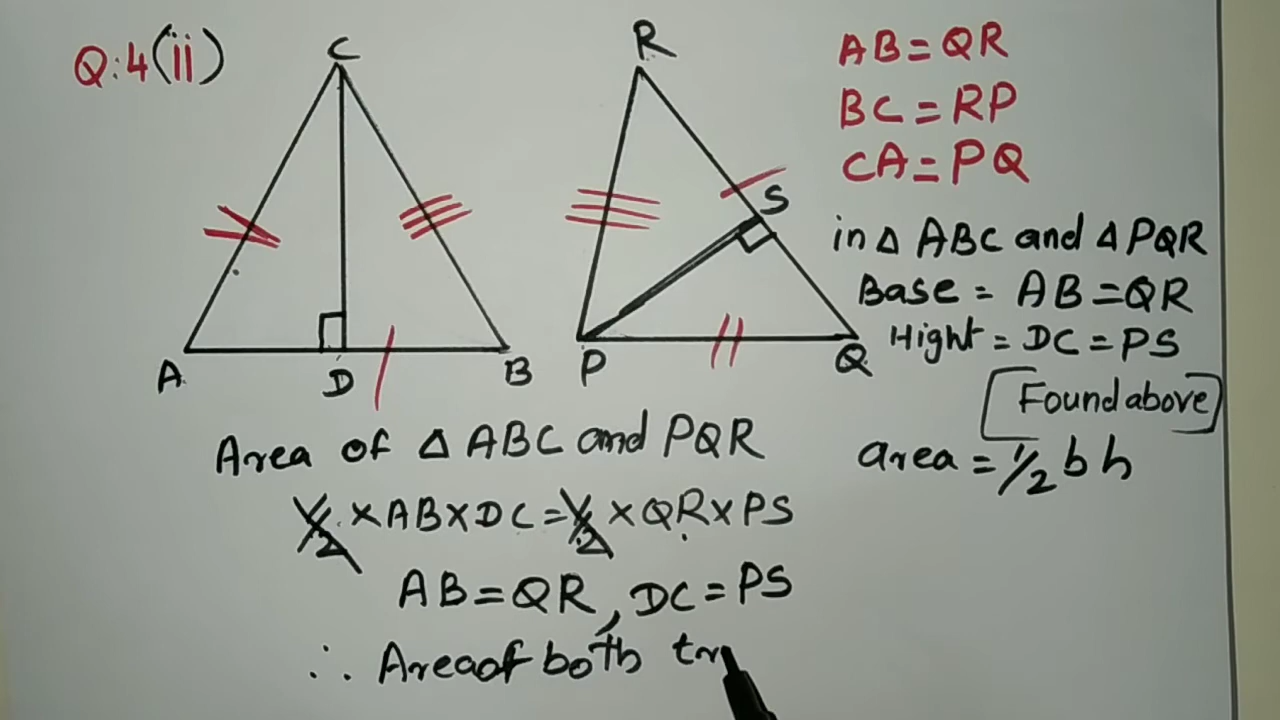 Q:4(ii)
C
A
D
B
R
S
P
Q
AB=QR
BC=RP
CA=PQ
in △ ABC and △ PQR
Base = AB=QR
Hight = DC=PS
[Found above]
area = 1/2 bh
Area of △ ABC and PQR
1/2 × AB×DC=1/2 ×QR×PS
AB=QR, DC=PS
∴ Area of both tr